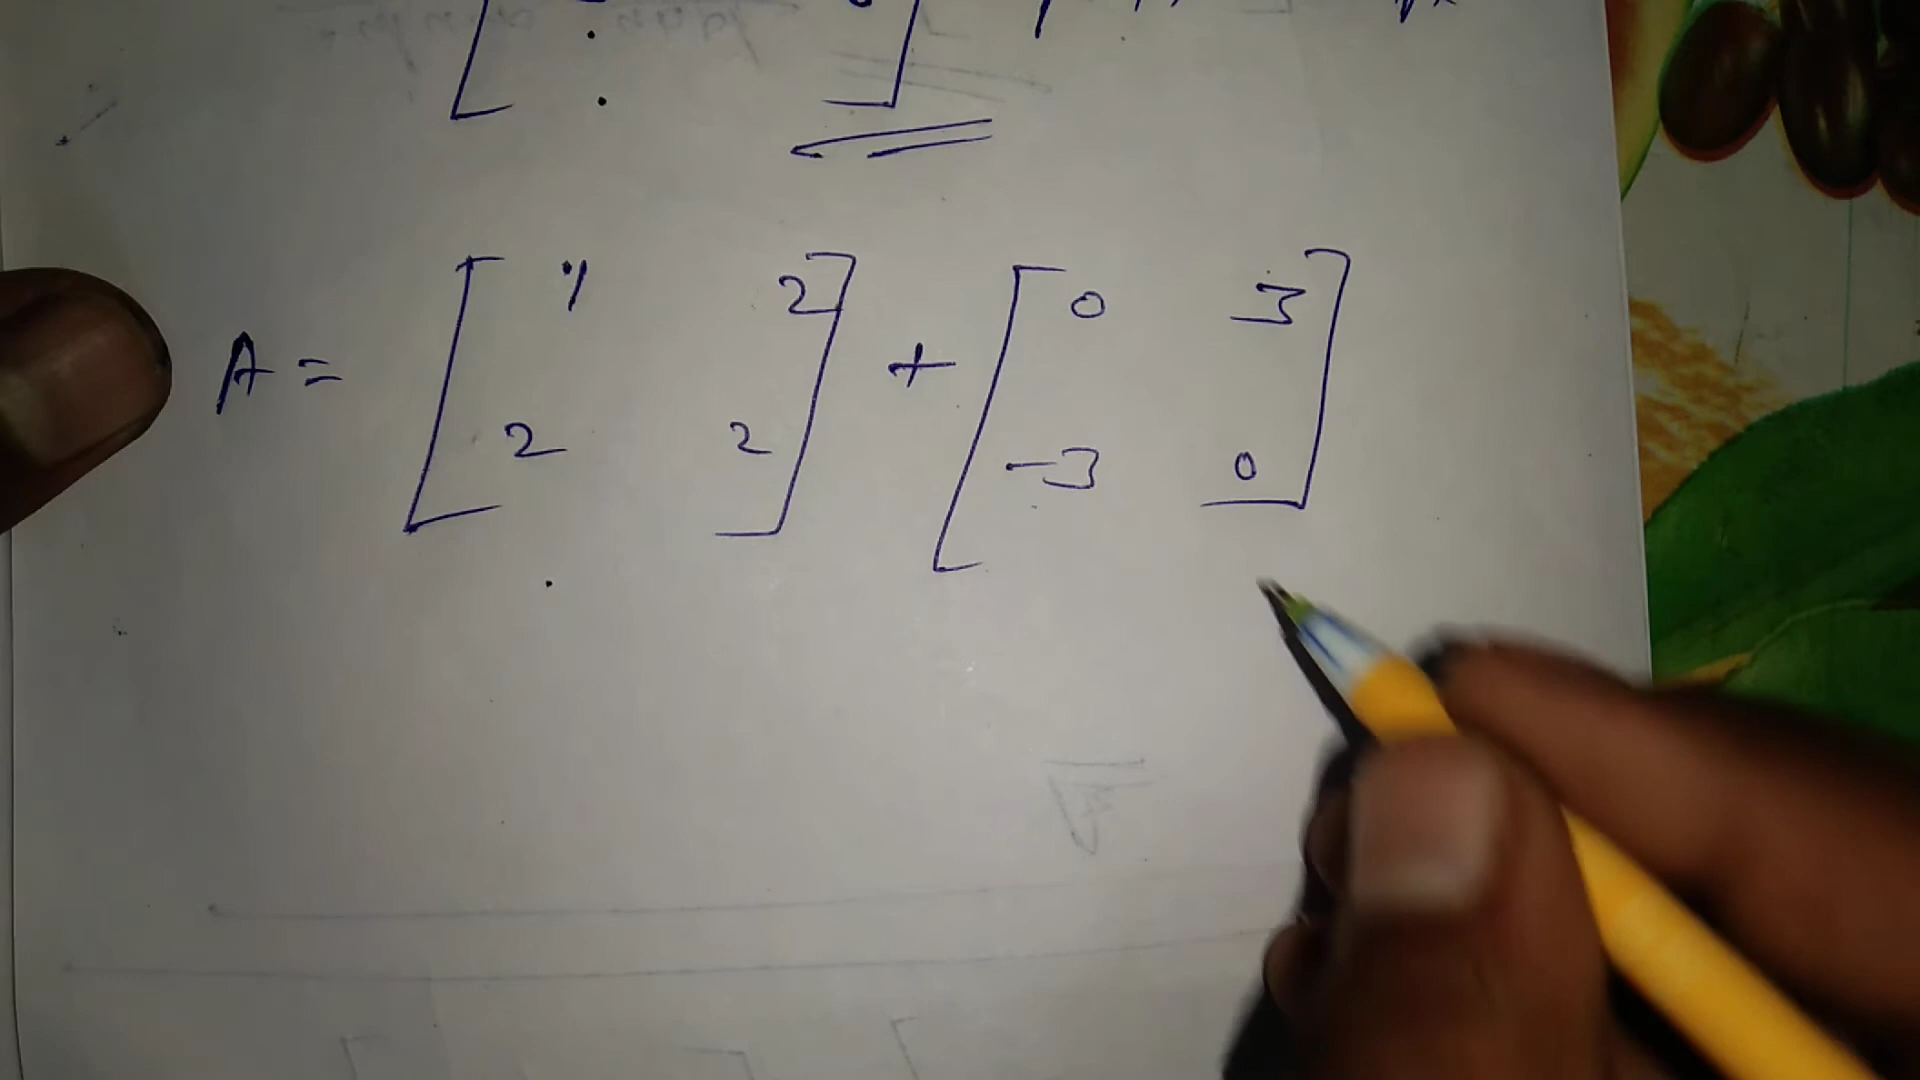 A = [ 1 2 ] + [ 0 3 ]
[ 2 2 ] [ -3 0 ]